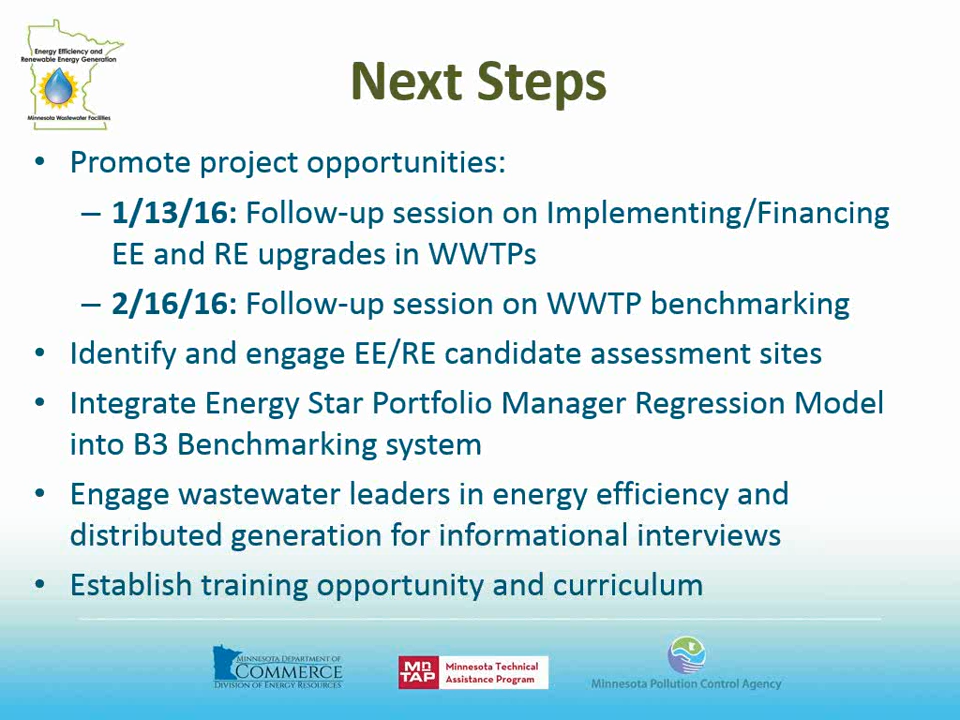 Energy Efficiency and
Renewable Energy Generation
Minnesota Wastewater Facilities
Next Steps
• Promote project opportunities:
– 1/13/16: Follow-up session on Implementing/Financing
EE and RE upgrades in WWTPs
– 2/16/16: Follow-up session on WWTP benchmarking
• Identify and engage EE/RE candidate assessment sites
• Integrate Energy Star Portfolio Manager Regression Model
into B3 Benchmarking system
• Engage wastewater leaders in energy efficiency and
distributed generation for informational interviews
• Establish training opportunity and curriculum
MINNESOTA DEPARTMENT OF
COMMERCE
DIVISION OF ENERGY RESOURCES
MnTAP
Minnesota Technical
Assistance Program
Minnesota Pollution Control Agency